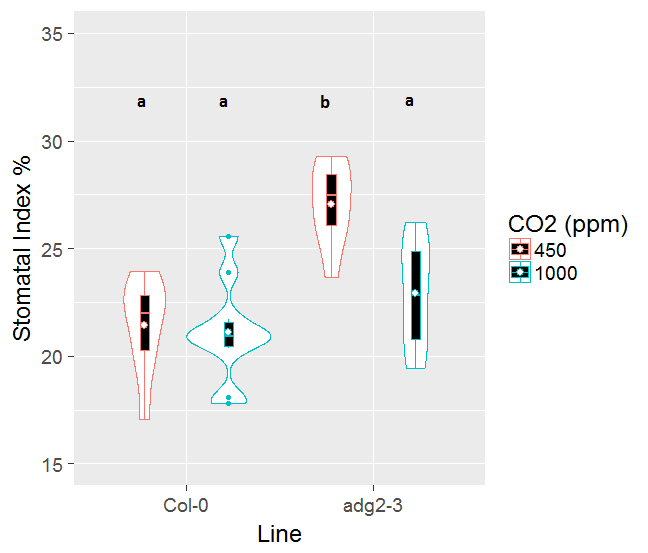 35
30
25
20
15
Stomatal Index %
a a b a
Col-0 adg2-3
Line
CO2 (ppm)
450
1000